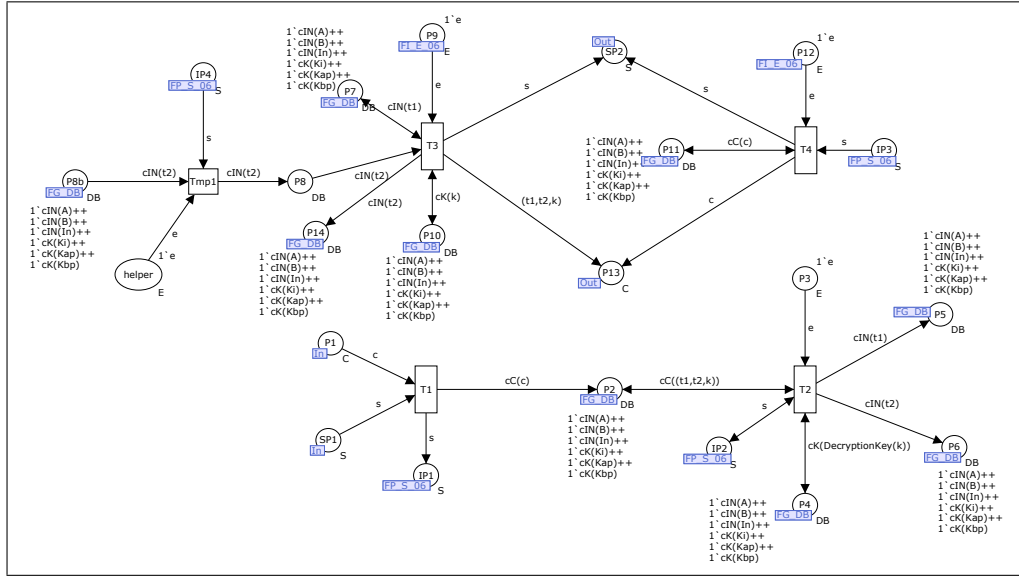 1`cIN(A)++
1`cIN(B)++
1`cIN(In)++
1`cK(Ki)++
1`cK(Kap)++
1`cK(Kbp)
1`e
P9
FI_E_06
E
Out
SP2
S
1`e
P12
FI_E_06
E
IP4
FP_S_06
S
P7
FG_DB
DB
cIN(t1)
e
s
s
e
s
T3
1`cIN(A)++
1`cIN(B)++
1`cIN(In)++
1`cK(Ki)++
1`cK(Kap)++
1`cK(Kbp)
P11
FG_DB
DB
cC(c)
T4
s
IP3
FP_S_06
S
P8b
FG_DB
DB
cIN(t2)
Tmp1
cIN(t2)
P8
DB
cIN(t2)
cIN(t2)
cK(k)
(t1,t2,k)
c
1`cIN(A)++
1`cIN(B)++
1`cIN(In)++
1`cK(Ki)++
1`cK(Kap)++
1`cK(Kbp)
e
1`e
helper
E
P14
FG_DB
DB
1`cIN(A)++
1`cIN(B)++
1`cIN(In)++
1`cK(Ki)++
1`cK(Kap)++
1`cK(Kbp)
P10
FG_DB
DB
1`cIN(A)++
1`cIN(B)++
1`cIN(In)++
1`cK(Ki)++
1`cK(Kap)++
1`cK(Kbp)
P13
Out
C
1`e
P3
E
e
1`cIN(A)++
1`cIN(B)++
1`cIN(In)++
1`cK(Ki)++
1`cK(Kap)++
1`cK(Kbp)
P5
FG_DB
DB
cIN(t1)
P1
In
C
c
T1
cC(c)
P2
FG_DB
DB
cC((t1,t2,k))
T2
cIN(t2)
s
SP1
In
S
s
IP1
FP_S_06
S
1`cIN(A)++
1`cIN(B)++
1`cIN(In)++
1`cK(Ki)++
1`cK(Kap)++
1`cK(Kbp)
s
IP2
FP_S_06
S
cK(DecryptionKey(k))
P6
FG_DB
DB
1`cIN(A)++
1`cIN(B)++
1`cIN(In)++
1`cK(Ki)++
1`cK(Kap)++
1`cK(Kbp)
P4
FG_DB
DB
1`cIN(A)++
1`cIN(B)++
1`cIN(In)++
1`cK(Ki)++
1`cK(Kap)++
1`cK(Kbp)